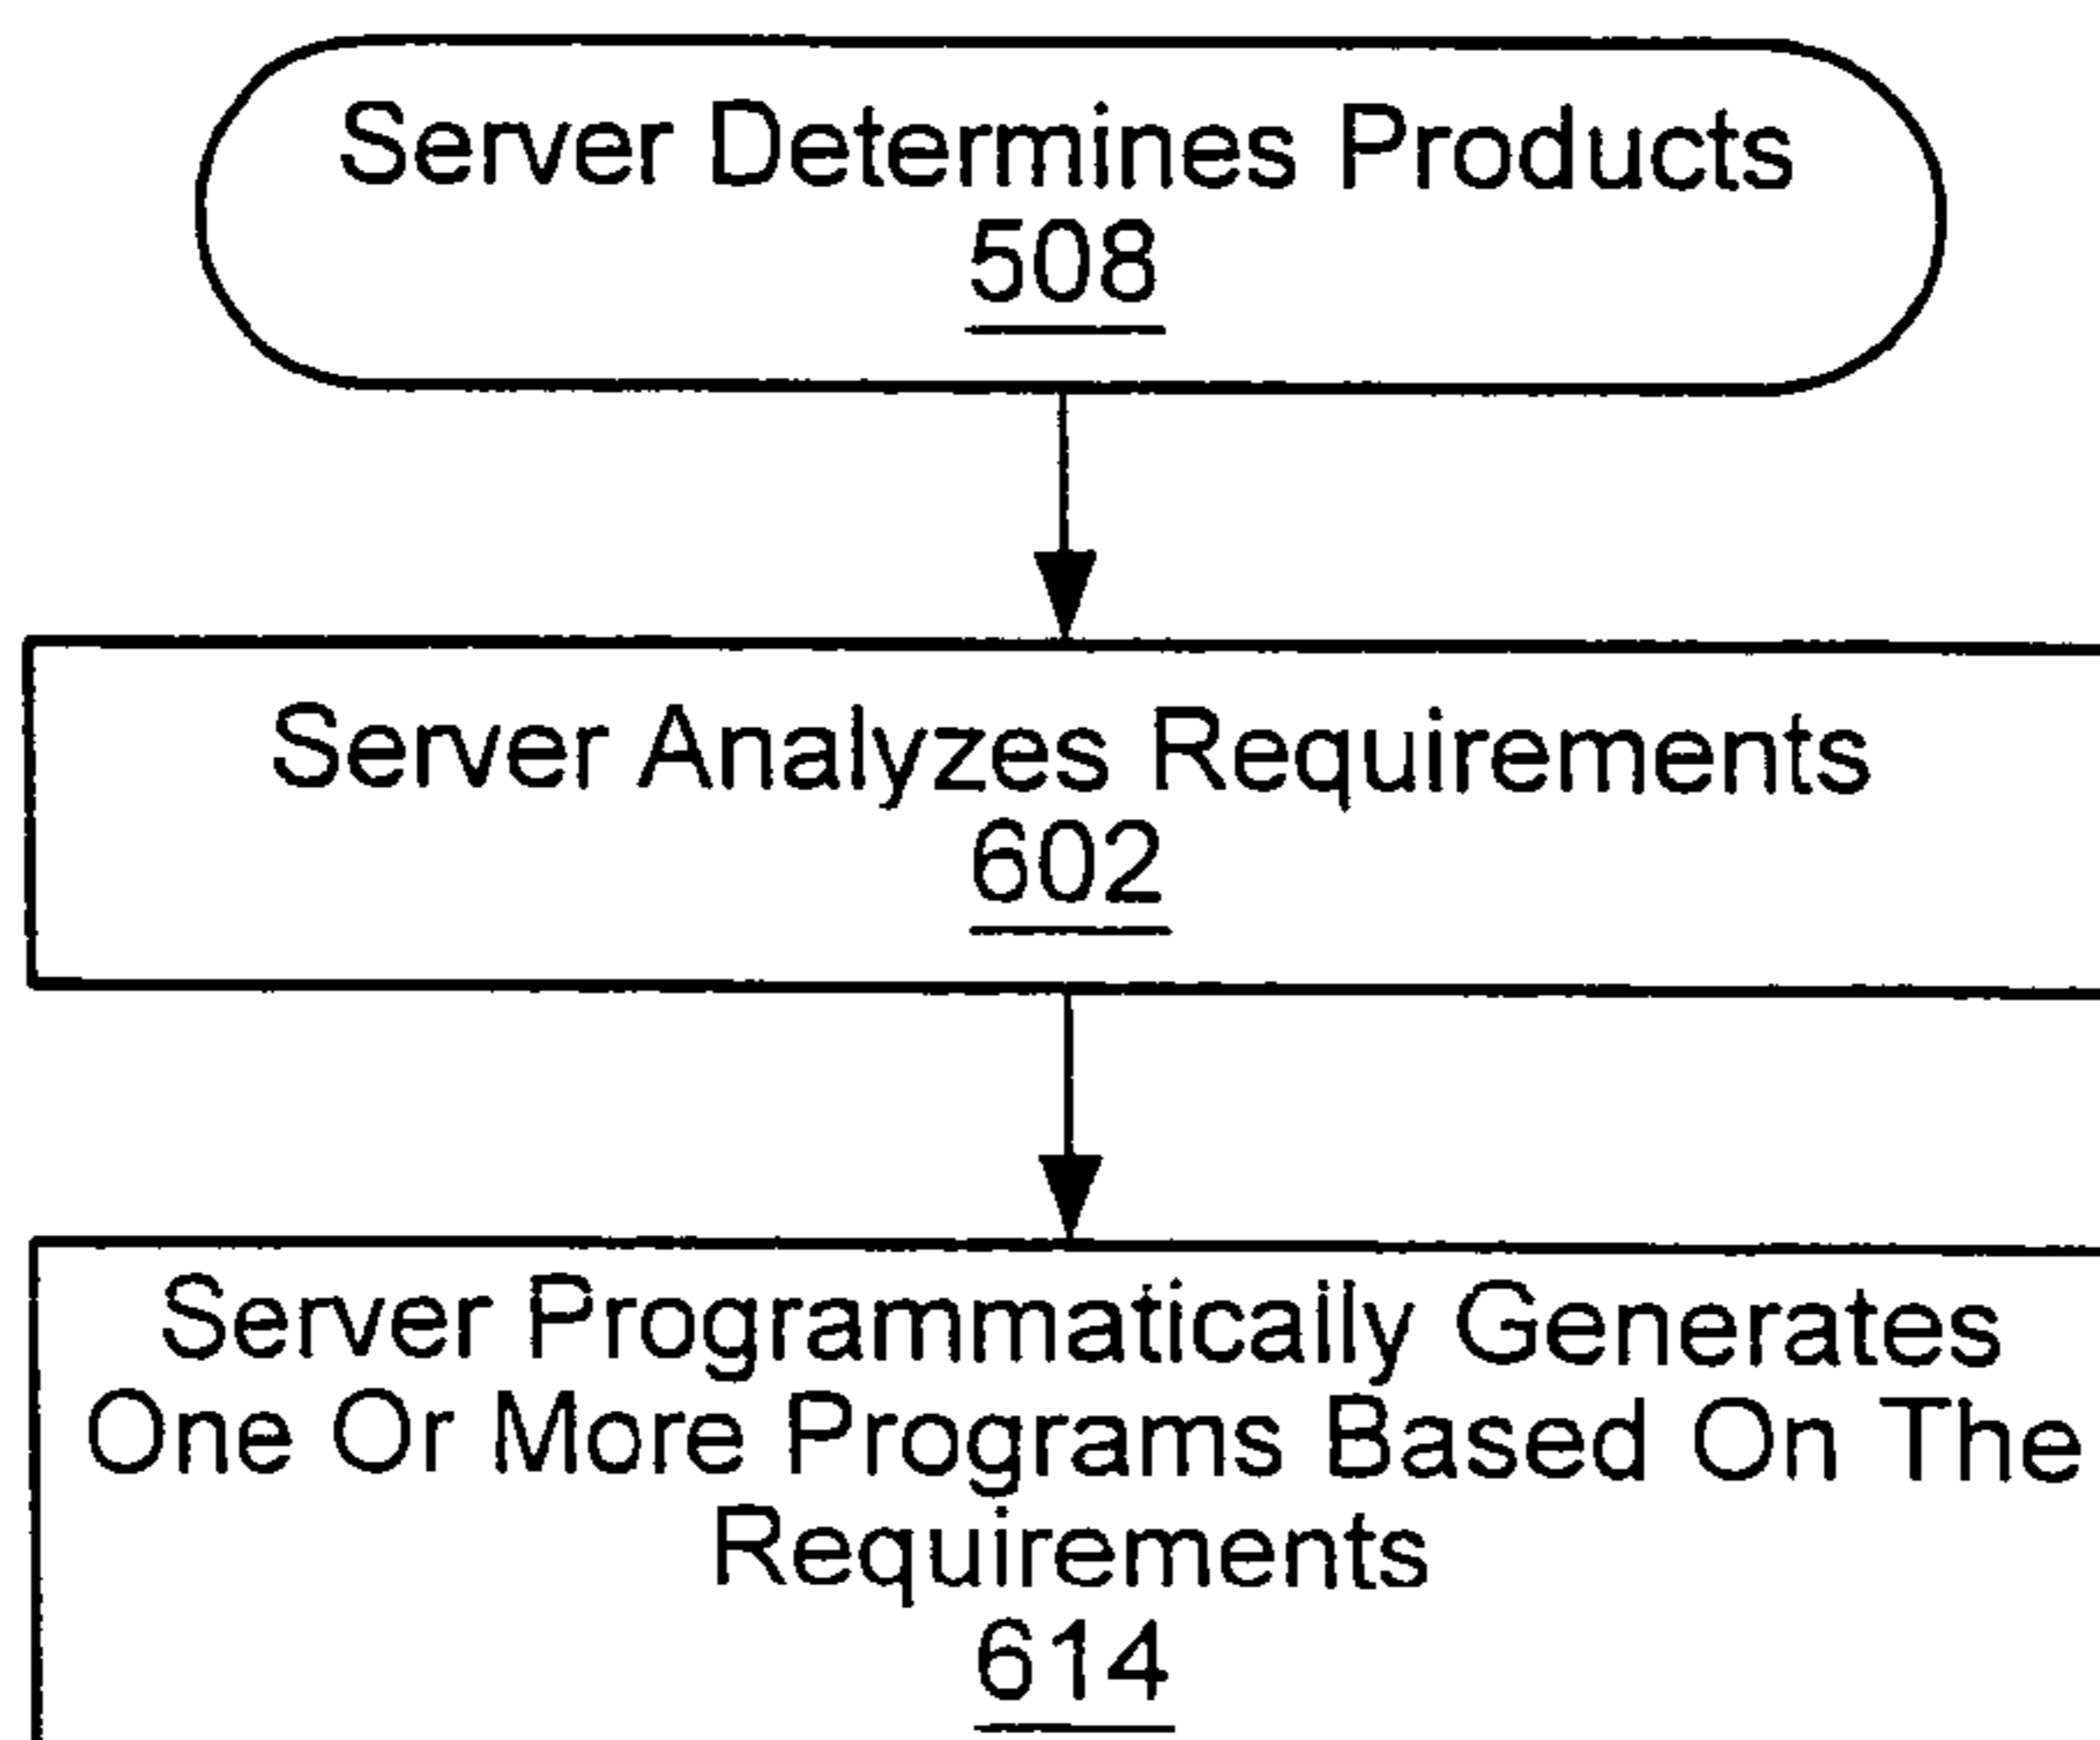 Server Determines Products
508
Server Analyzes Requirements
602
Server Programmatically Generates
One Or More Programs Based On The
Requirements
614